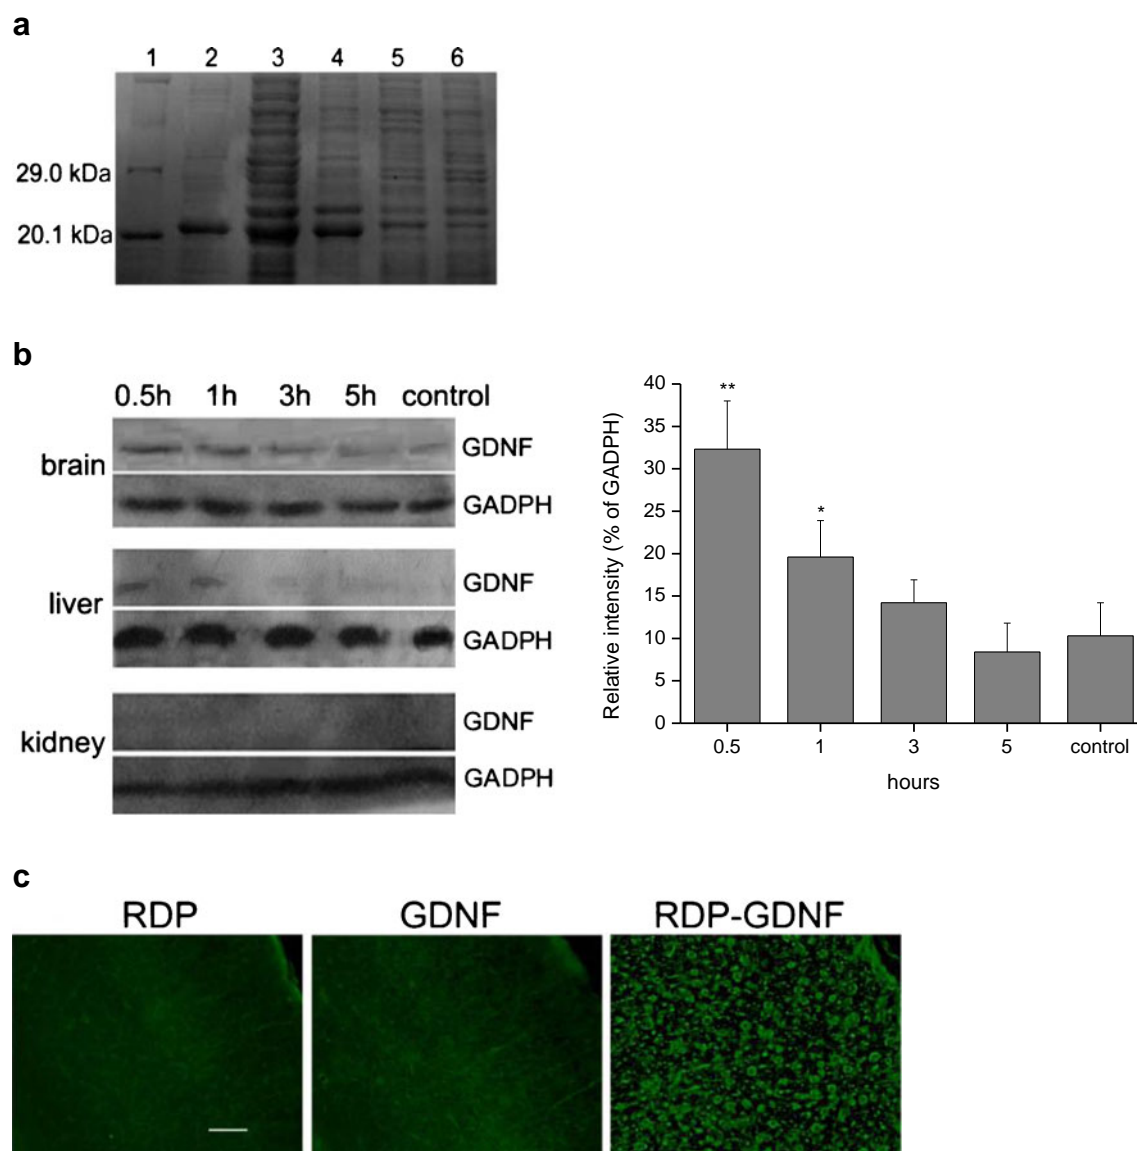 a
1 2 3 4 5 6
29.0 kDa
20.1 kDa
b
0.5h 1h 3h 5h control
brain
GDNF
GADPH
liver
GDNF
GADPH
kidney
GDNF
GADPH
Relative intensity (% of GADPH)
40
35
30
25
20
15
10
5
0
**
*
0.5 1 3 5 control
hours
c
RDP GDNF RDP-GDNF